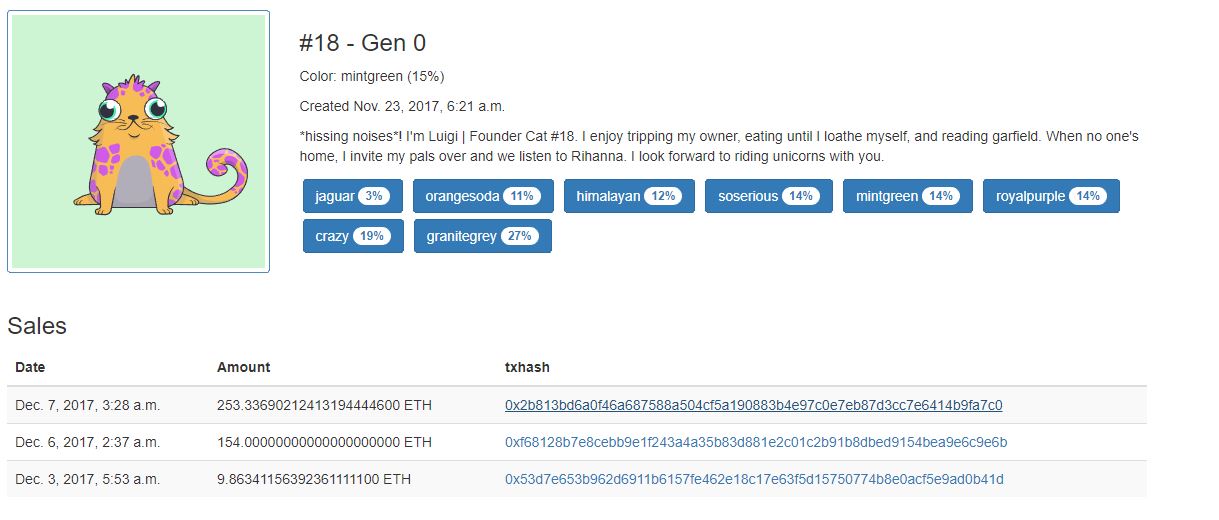 #18 - Gen 0
Color: mintgreen (15%)
Created Nov. 23, 2017, 6:21 a.m.
*hissing noises*! I'm Luigi | Founder Cat #18. I enjoy tripping my owner, eating until I loathe myself, and reading garfield. When no one's
home, I invite my pals over and we listen to Rihanna. I look forward to riding unicorns with you.
jaguar 3% orangesoda 11% himalayan 12% soserious 14% mintgreen 14% royalpurple 14%
crazy 19% granitegrey 27%
Sales
Date Amount txhash
Dec. 7, 2017, 3:28 a.m. 253.33690212413194444600 ETH 0x2b813bd6a0f46a687588a504cf5a190883b4e97c0e7eb87d3cc7e6414b9fa7c0
Dec. 6, 2017, 2:37 a.m. 154.00000000000000000000 ETH 0xf68128b7e8cebb9e1f243a4a35b83d881e2c01c2b91b8dbed9154bea9e6c9e6b
Dec. 3, 2017, 5:53 a.m. 9.86341156392361111100 ETH 0x53d7e653b962d6911b6157fe462e18c17e63f5d15750774b8e0acf5e9ad0b41d